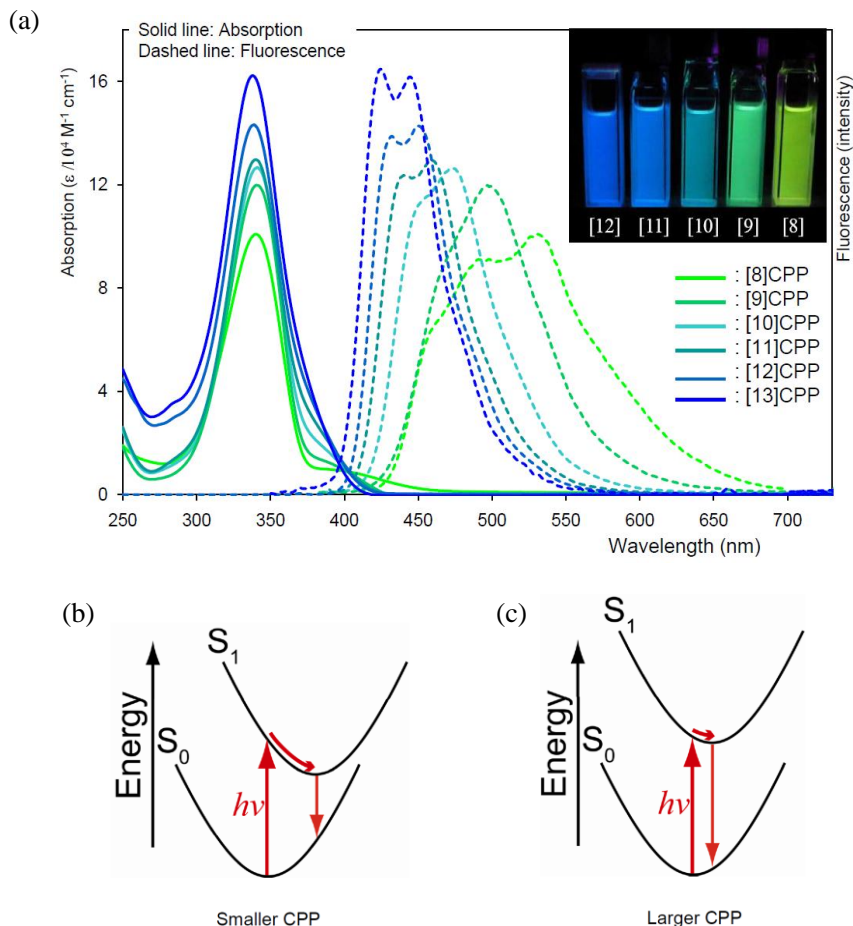 (a)
Solid line: Absorption
Dashed line: Fluorescence
Absorption (ε /10⁴ M⁻¹ cm⁻¹)
16
12
8
4
0
250 300 350 400 450 500 550 600 650 700
Wavelength (nm)
Fluorescence (intensity)
[12] [11] [10] [9] [8]
: [8]CPP
: [9]CPP
: [10]CPP
: [11]CPP
: [12]CPP
: [13]CPP
(b)
Energy
S₁
S₀
hν
Smaller CPP
(c)
Energy
S₁
S₀
hν
Larger CPP